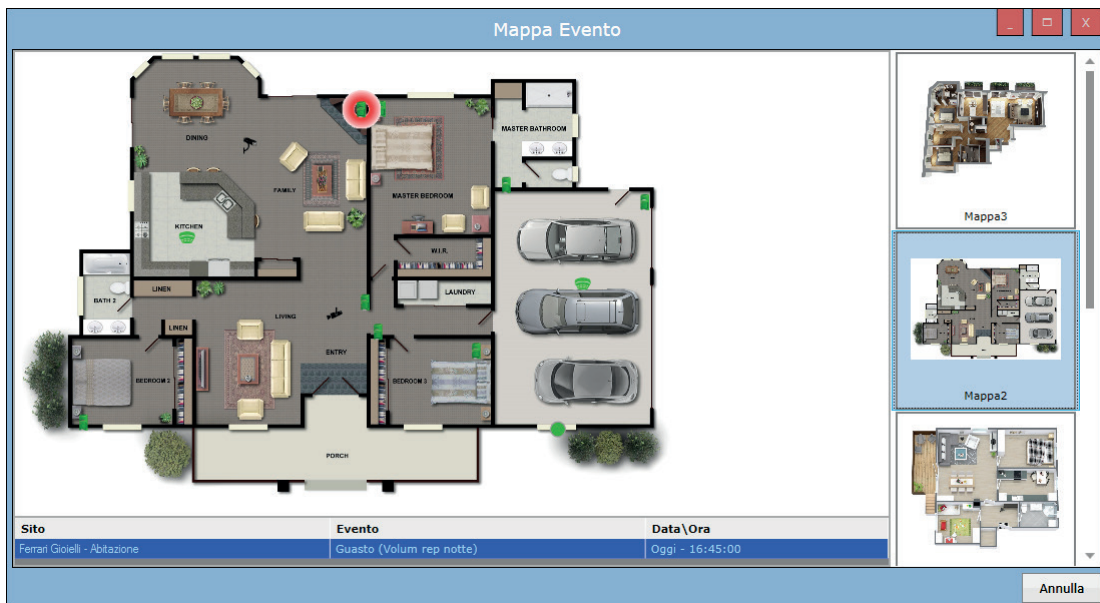 Mappa Evento
_
X
DINING
MASTER BATHROOM
FAMILY
MASTER BEDROOM
KITCHEN
W.I.R.
LAUNDRY
BATH 2
LINEN
LIVING
LINEN
ENTRY
BEDROOM 2
BEDROOM 3
PORCH
Mappa3
Mappa2
Sito Evento Data\Ora
Ferrari Gioielli - Abitazione Guasto (Volum rep notte) Oggi - 16:45:00
Annulla